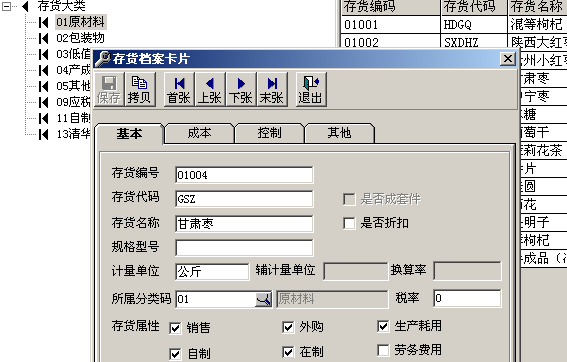 存货大类
01原材料
02包装物
03低值
04产成
05其他
09应税
11自制
13清华
存货编码 存货代码 存货名称
01001 HDGQ 混等枸杞
01002 SXDHZ 陕西大红枣
州小红枣
甘肃枣
宁枣
糖
萄干
莉花茶
片
圆
花
明子
枸杞
成品（
存货档案卡片
保存 拷贝 首张 上张 下张 末张 退出
基本 成本 控制 其他
存货编号 01004
存货代码 GSZ 是否成套件
存货名称 甘肃枣 是否折扣
规格型号
计量单位 公斤 辅计量单位 换算率
所属分类码 01 原材料 税率 0
存货属性 销售 外购 生产耗用
自制 在制 劳务费用